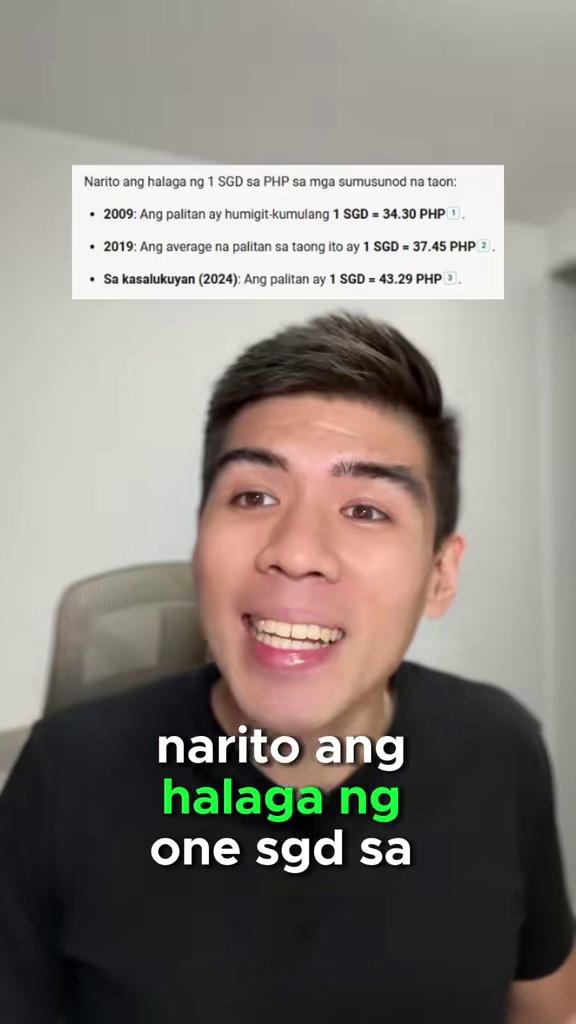 Narito ang halaga ng 1 SGD sa PHP sa mga sumusunod na taon:
• 2009: Ang palitan ay humigit-kumulang 1 SGD = 34.30 PHP 1 .
• 2019: Ang average na palitan sa taong ito ay 1 SGD = 37.45 PHP 2 .
• Sa kasalukuyan (2024): Ang palitan ay 1 SGD = 43.29 PHP 3 .
narito ang
halaga ng
one sgd sa